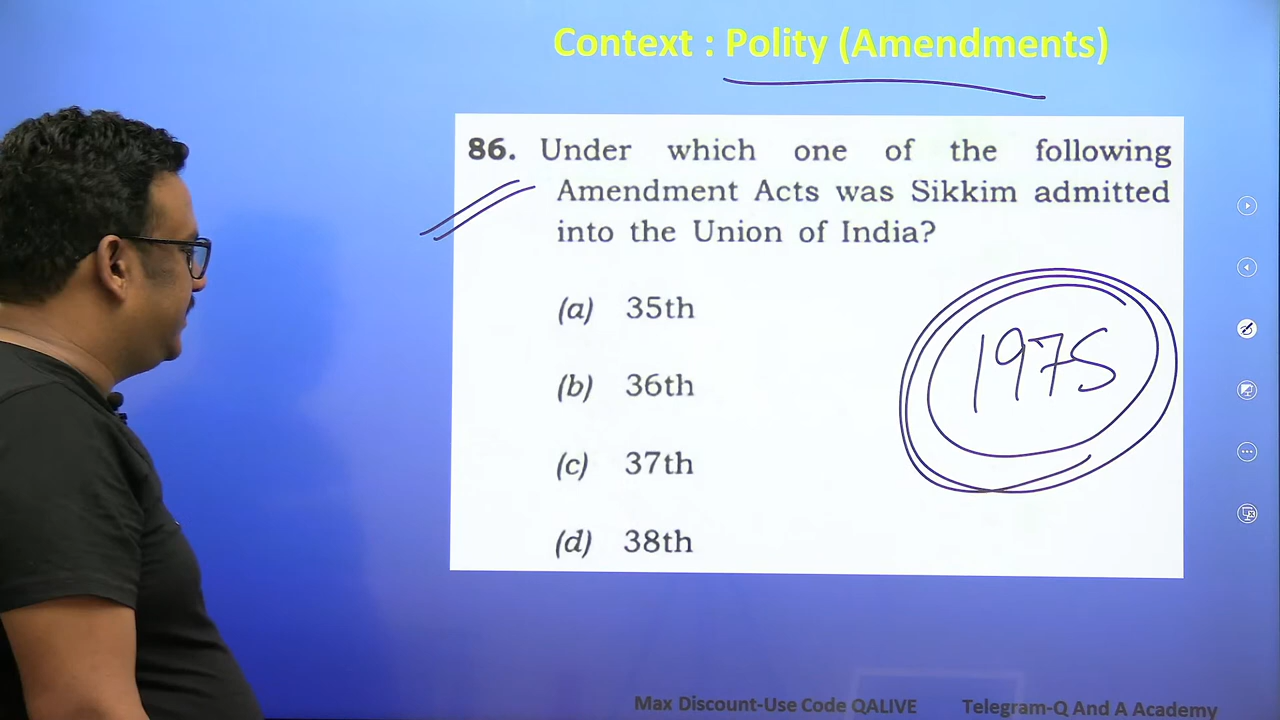 Context : Polity (Amendments)
86. Under which one of the following
Amendment Acts was Sikkim admitted
into the Union of India?
(a) 35th
(b) 36th
(c) 37th
(d) 38th
1975
Max Discount-Use Code QALIVE Telegram-Q And A Academy